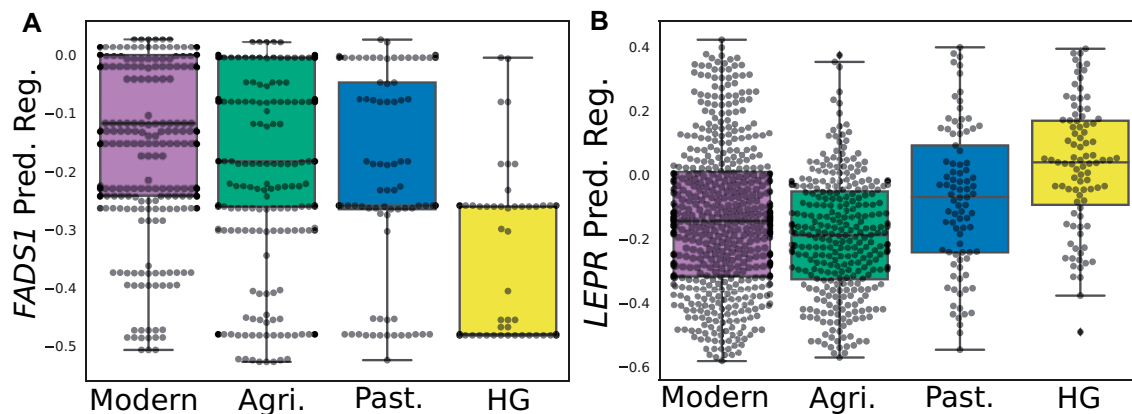 A
FADS1 Pred. Reg.
0.0
−0.1
−0.2
−0.3
−0.4
−0.5
Modern Agri. Past. HG
B
LEPR Pred. Reg.
0.4
0.2
0.0
−0.2
−0.4
−0.6
Modern Agri. Past. HG